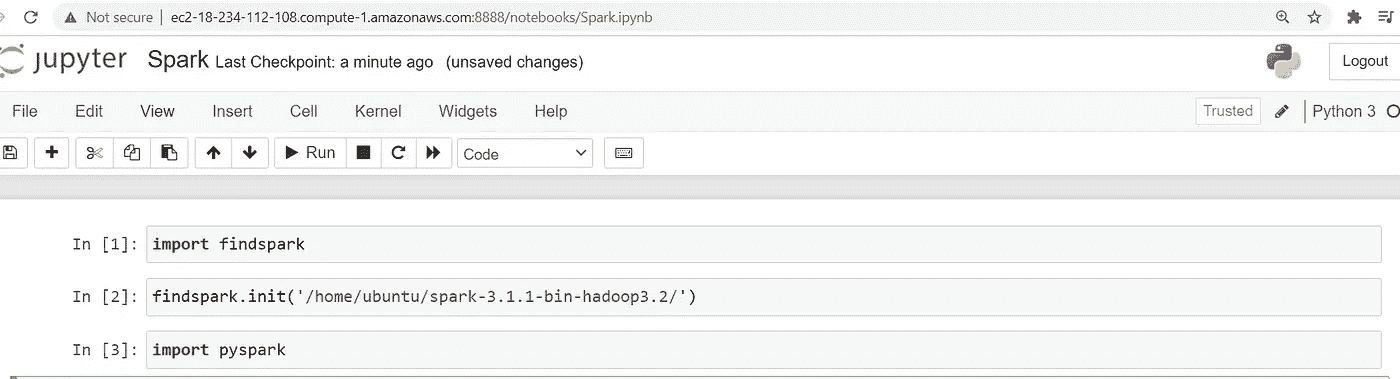 Not secure | ec2-18-234-112-108.compute-1.amazonaws.com:8888/notebooks/Spark.ipynb
jupyter Spark Last Checkpoint: a minute ago (unsaved changes) Logout
File Edit View Insert Cell Kernel Widgets Help Trusted Python 3
Run Code
In [1]: import findspark
In [2]: findspark.init('/home/ubuntu/spark-3.1.1-bin-hadoop3.2/')
In [3]: import pyspark